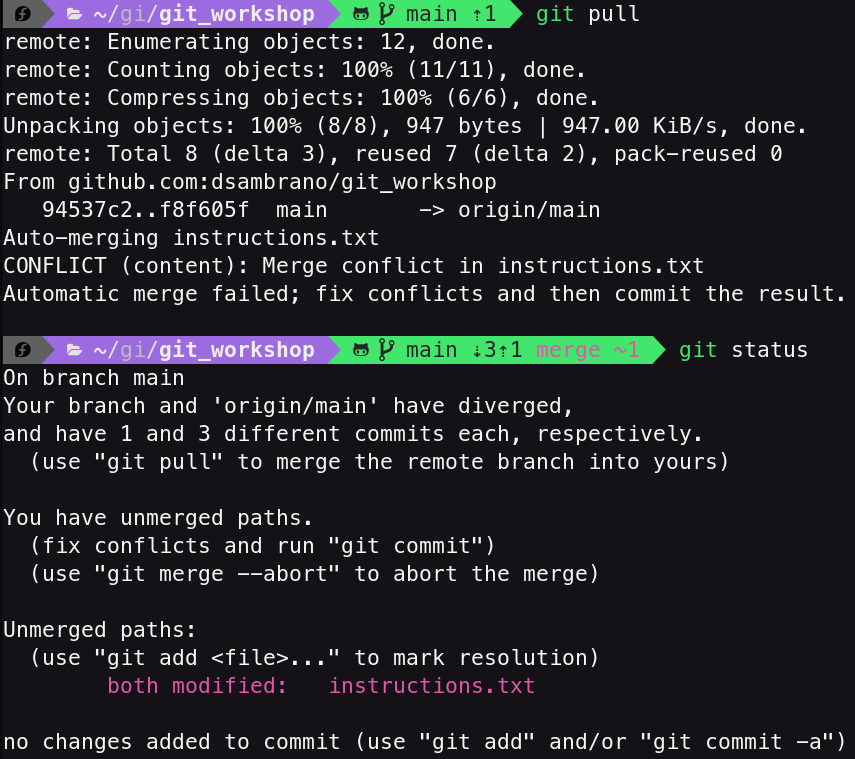 ~/gi/git_workshop main ⇡1 git pull
remote: Enumerating objects: 12, done.
remote: Counting objects: 100% (11/11), done.
remote: Compressing objects: 100% (6/6), done.
Unpacking objects: 100% (8/8), 947 bytes | 947.00 KiB/s, done.
remote: Total 8 (delta 3), reused 7 (delta 2), pack-reused 0
From github.com:dsambrano/git_workshop
   94537c2..f8f605f  main       -> origin/main
Auto-merging instructions.txt
CONFLICT (content): Merge conflict in instructions.txt
Automatic merge failed; fix conflicts and then commit the result.
~/gi/git_workshop main ⇣3⇡1 merge ~1 git status
On branch main
Your branch and 'origin/main' have diverged,
and have 1 and 3 different commits each, respectively.
  (use "git pull" to merge the remote branch into yours)
You have unmerged paths.
  (fix conflicts and run "git commit")
  (use "git merge --abort" to abort the merge)
Unmerged paths:
  (use "git add <file>..." to mark resolution)
        both modified:   instructions.txt
no changes added to commit (use "git add" and/or "git commit -a")